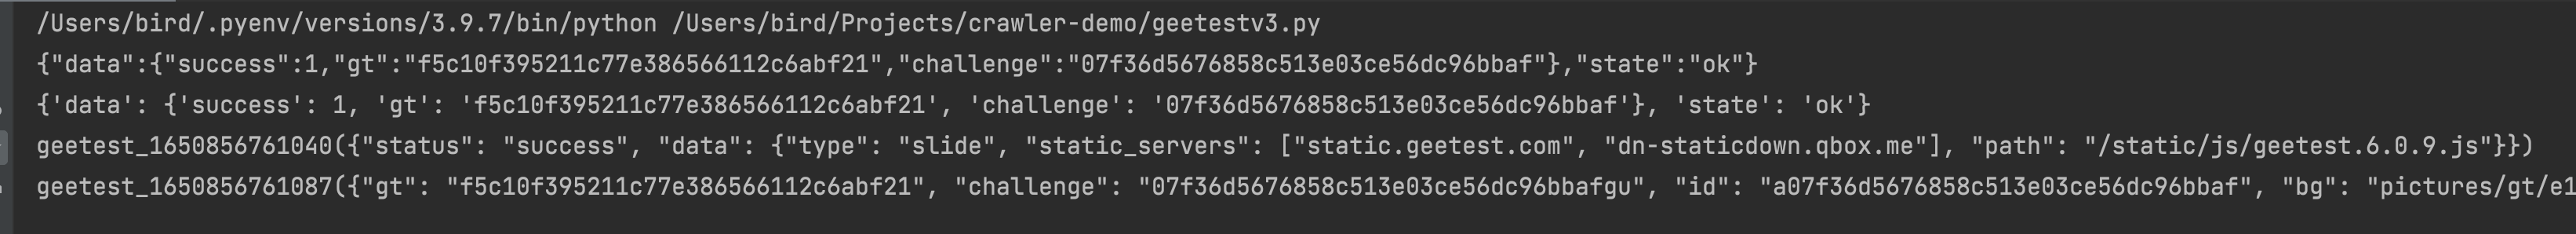 /Users/bird/.pyenv/versions/3.9.7/bin/python /Users/bird/Projects/crawler-demo/geetestv3.py
{"data":{"success":1,"gt":"f5c10f395211c77e386566112c6abf21","challenge":"07f36d5676858c513e03ce56dc96bbaf"},"state":"ok"}
{'data': {'success': 1, 'gt': 'f5c10f395211c77e386566112c6abf21', 'challenge': '07f36d5676858c513e03ce56dc96bbaf'}, 'state': 'ok'}
geetest_1650856761040({"status": "success", "data": {"type": "slide", "static_servers": ["static.geetest.com", "dn-staticdown.qbox.me"], "path": "/static/js/geetest.6.0.9.js"}})
geetest_1650856761087({"gt": "f5c10f395211c77e386566112c6abf21", "challenge": "07f36d5676858c513e03ce56dc96bbafgu", "id": "a07f36d5676858c513e03ce56dc96bbaf", "bg": "pictures/gt/e1